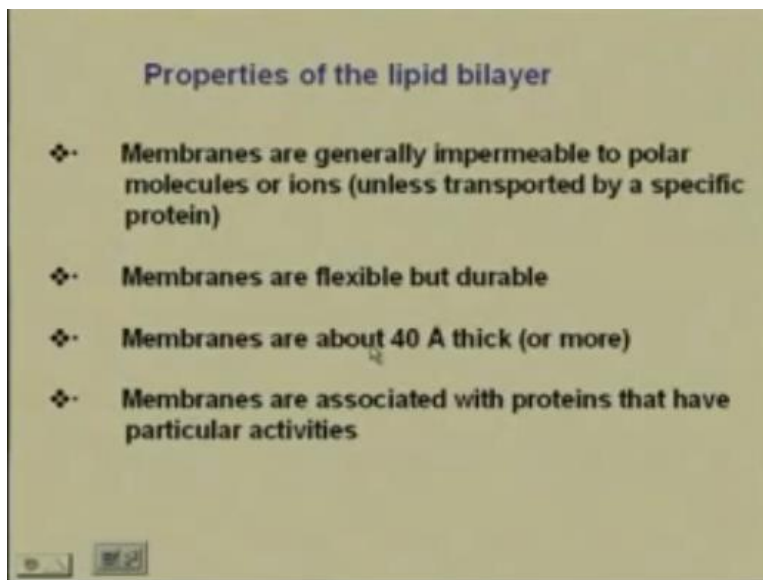 Properties of the lipid bilayer
Membranes are generally impermeable to polar
molecules or ions (unless transported by a specific
protein)
Membranes are flexible but durable
Membranes are about 40 A thick (or more)
Membranes are associated with proteins that have
particular activities